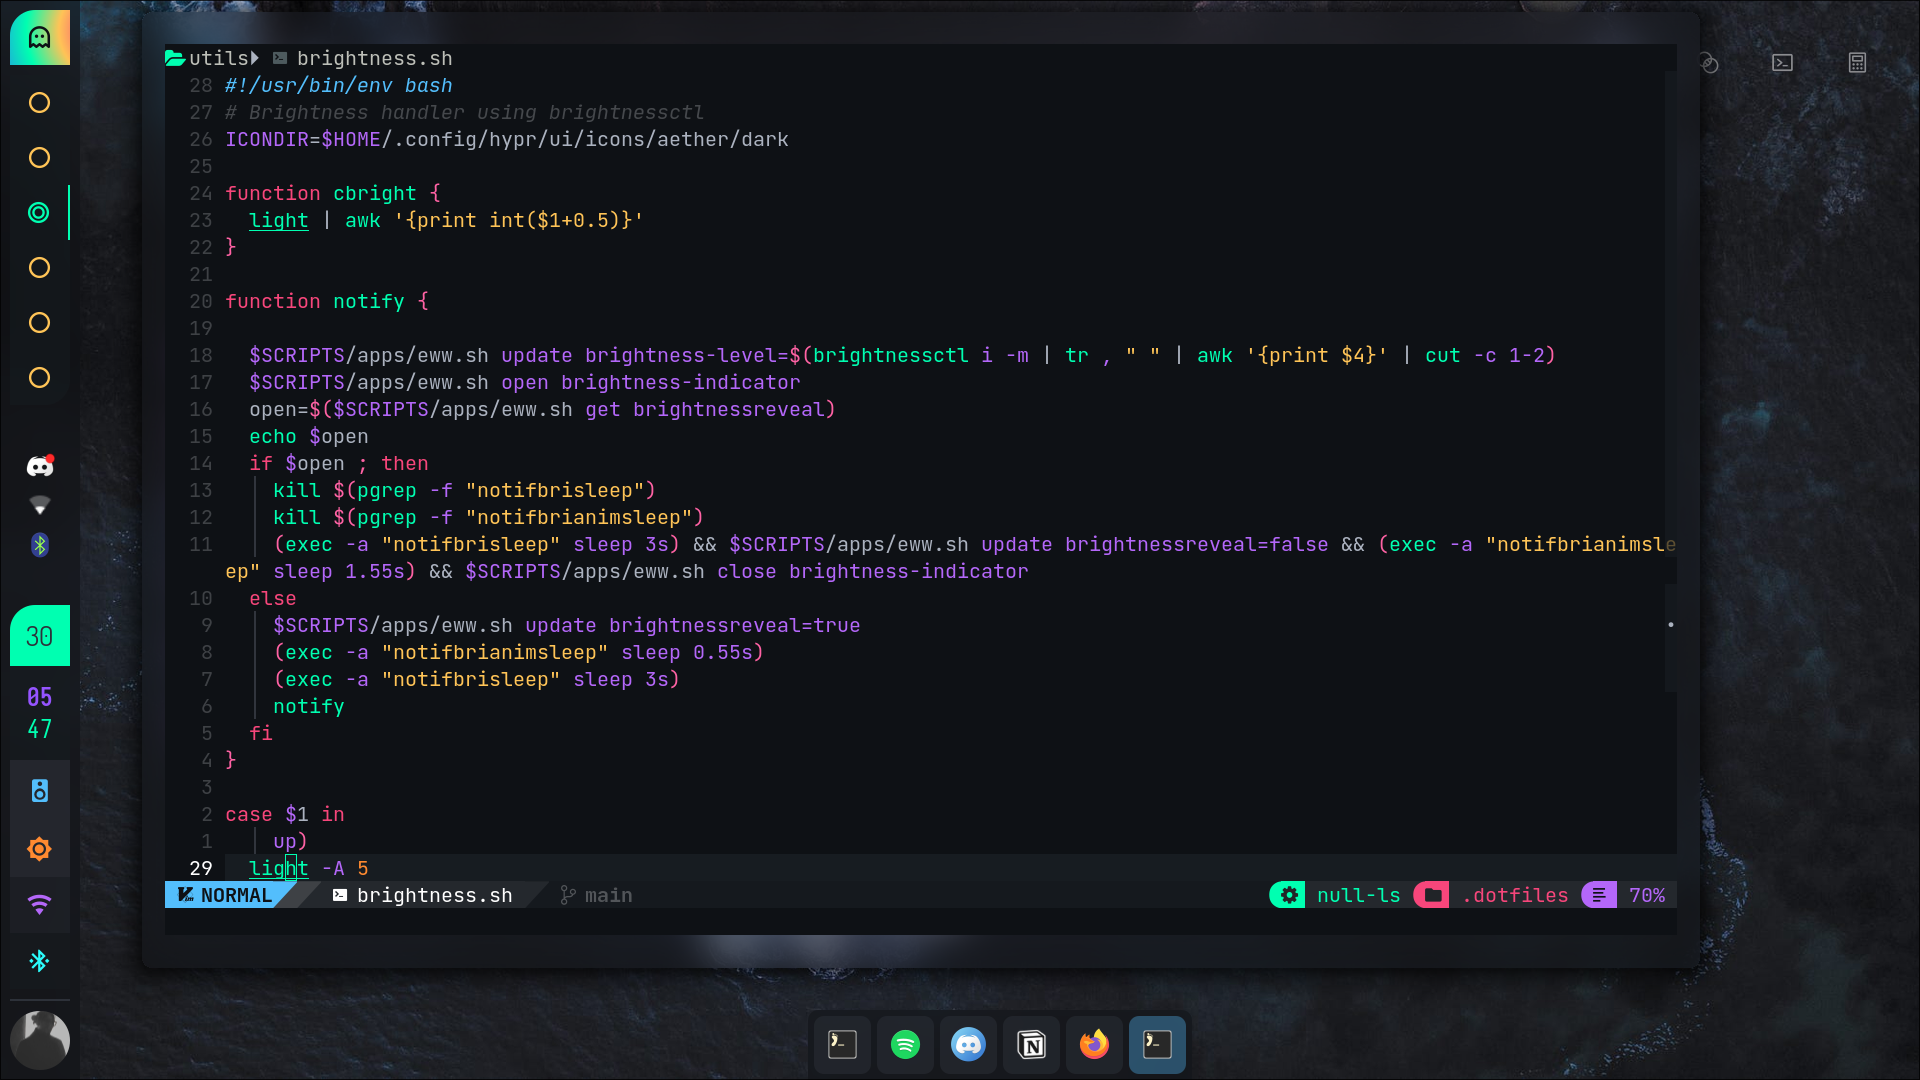 utils brightness.sh
28 #!/usr/bin/env bash
27 # Brightness handler using brightnessctl
26 ICONDIR=$HOME/.config/hypr/ui/icons/aether/dark
25
24 function cbright {
23   light | awk '{print int($1+0.5)}'
22 }
21
20 function notify {
19
18   $SCRIPTS/apps/eww.sh update brightness-level=$(brightnessctl i -m | tr , " " | awk '{print $4}' | cut -c 1-2)
17   $SCRIPTS/apps/eww.sh open brightness-indicator
16   open=$($SCRIPTS/apps/eww.sh get brightnessreveal)
15   echo $open
14   if $open ; then
13     kill $(pgrep -f "notifbrisleep")
12     kill $(pgrep -f "notifbrianimsleep")
11     (exec -a "notifbrisleep" sleep 3s) && $SCRIPTS/apps/eww.sh update brightnessreveal=false && (exec -a "notifbrianimsle
ep" sleep 1.55s) && $SCRIPTS/apps/eww.sh close brightness-indicator
10   else
9     $SCRIPTS/apps/eww.sh update brightnessreveal=true
8     (exec -a "notifbrianimsleep" sleep 0.55s)
7     (exec -a "notifbrisleep" sleep 3s)
6     notify
5   fi
4 }
3
2 case $1 in
1     up)
29   light -A 5
NORMAL brightness.sh main null-ls .dotfiles 70%
30
05
47